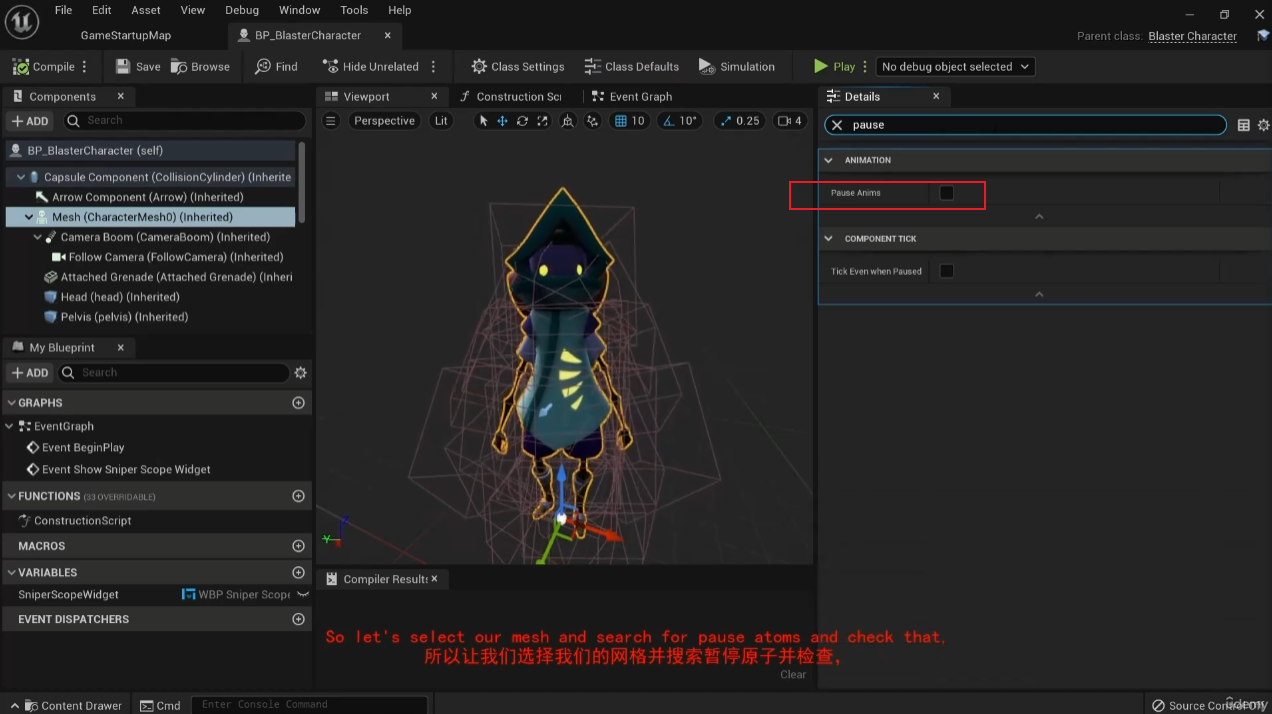 File Edit Asset View Debug Window Tools Help
GameStartupMap
BP_BlasterCharacter
Parent class: Blaster Character
Compile Save Browse Find Hide Unrelated Class Settings Class Defaults Simulation Play No debug object selected
Components
ADD Search
BP_BlasterCharacter (self)
Capsule Component (CollisionCylinder) (Inherite
Arrow Component (Arrow) (Inherited)
Mesh (CharacterMesh0) (Inherited)
Camera Boom (CameraBoom) (Inherited)
Follow Camera (FollowCamera) (Inherited)
Attached Grenade (Attached Grenade) (Inheri
Head (head) (Inherited)
Pelvis (pelvis) (Inherited)
My Blueprint
ADD Search
GRAPHS
EventGraph
Event BeginPlay
Event Show Sniper Scope Widget
FUNCTIONS (33 OVERRIDABLE)
ConstructionScript
MACROS
VARIABLES
SniperScopeWidget WBP Sniper Scope
EVENT DISPATCHERS
Viewport Construction Sci Event Graph
Perspective Lit 10 10° 0.25 4
Compiler Results
So let's select our mesh and search for pause atoms and check that,
所以让我们选择我们的网格并搜索暂停原子并检查，
Clear
Details
pause
ANIMATION
Pause Anims
COMPONENT TICK
Tick Even when Paused
Content Drawer Cmd Enter Console Command
Source Control Off
Udemy